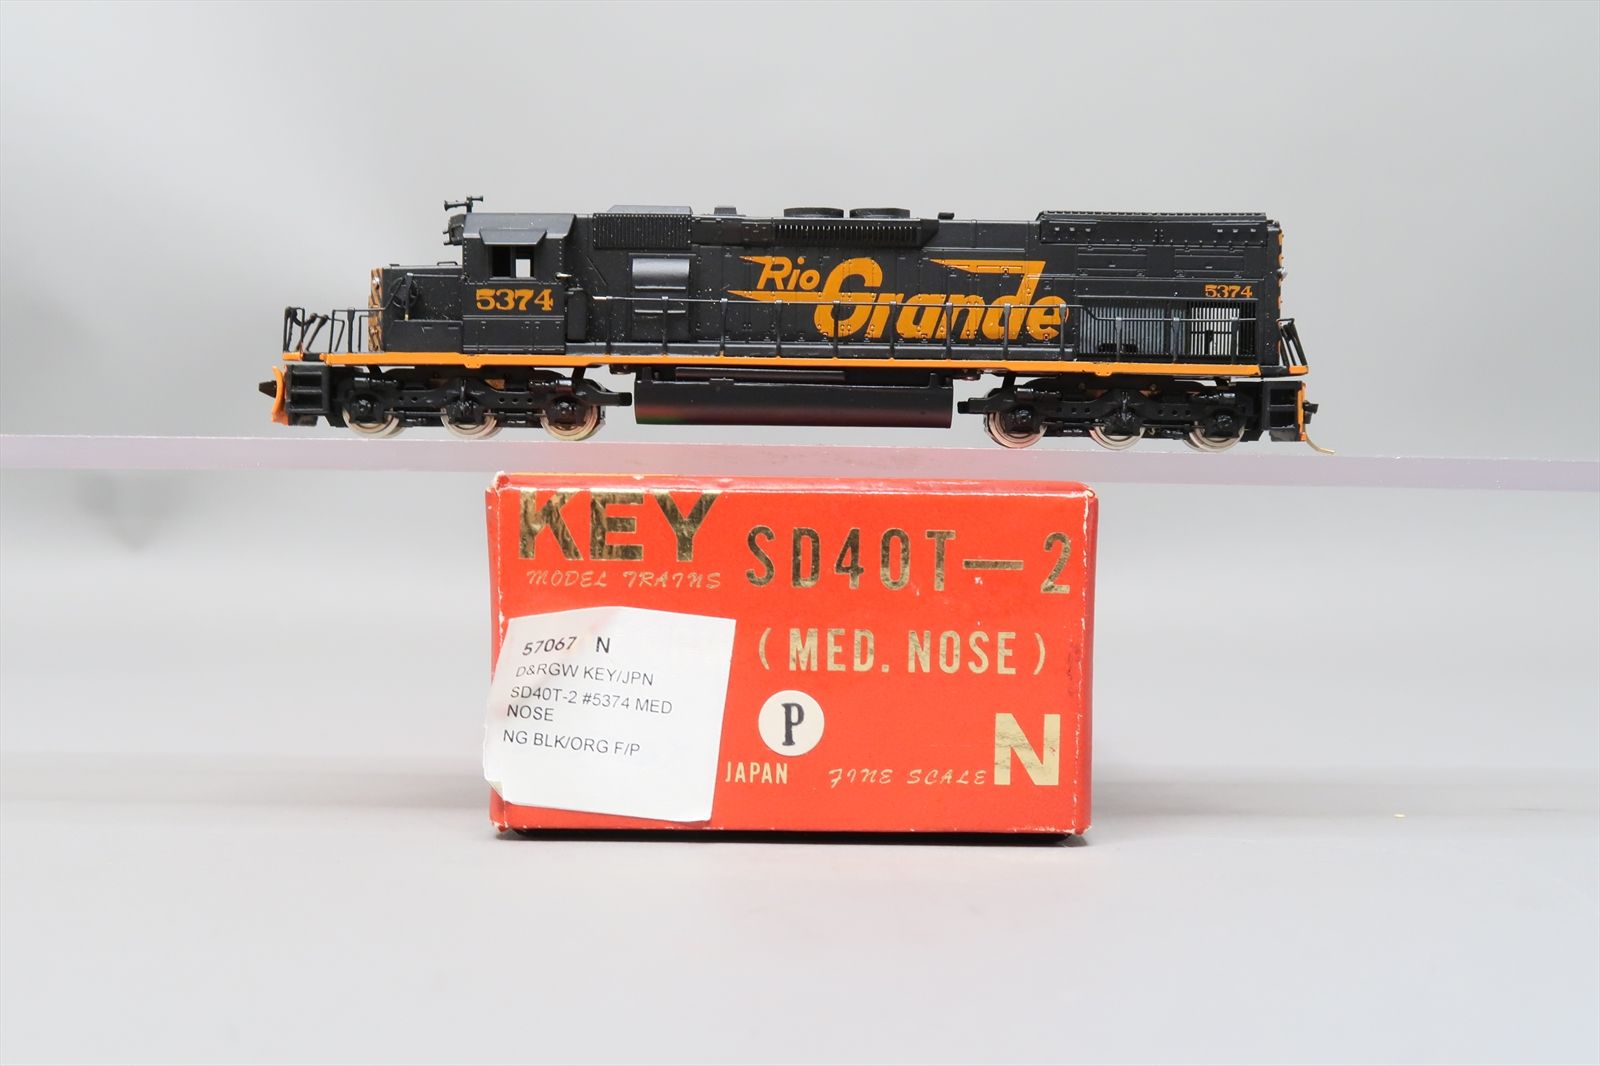 5374
Rio
Grande
5374
KEY
MODEL TRAINS
SD40T-2
(MED. NOSE)
57067 N
D&RGW KEY/JPN
SD40T-2 #5374 MED
NOSE
NG BLK/ORG F/P
P
JAPAN FINE SCALE N